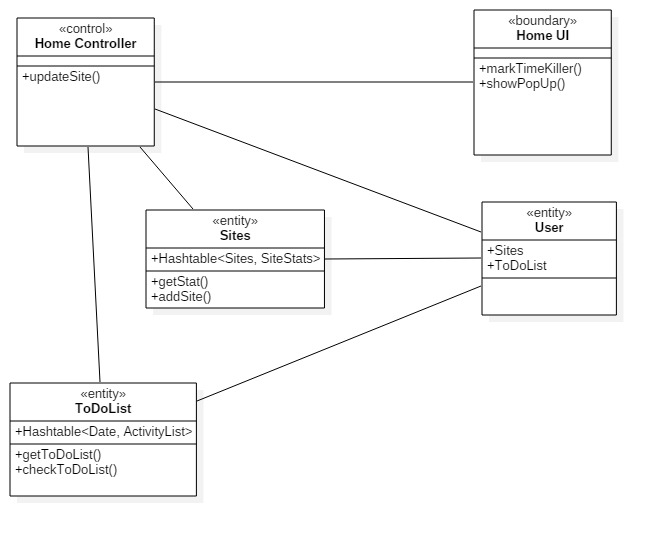 «control»
Home Controller
+updateSite()
«boundary»
Home UI
+markTimeKiller()
+showPopUp()
«entity»
Sites
+Hashtable<Sites, SiteStats>
+getStat()
+addSite()
«entity»
User
+Sites
+ToDoList
«entity»
ToDoList
+Hashtable<Date, ActivityList>
+getToDoList()
+checkToDoList()